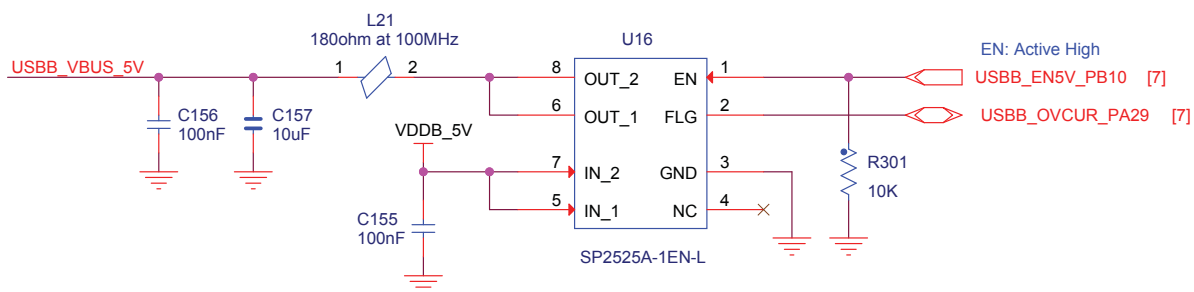 L21
180ohm at 100MHz
U16
EN: Active High
USBB_VBUS_5V
1
2
8
OUT_2
EN
1
USBB_EN5V_PB10 [7]
6
OUT_1
FLG
2
USBB_OVCUR_PA29 [7]
C156
100nF
C157
10uF
VDDB_5V
7
IN_2
GND
3
R301
10K
5
IN_1
NC
4
C155
100nF
SP2525A-1EN-L